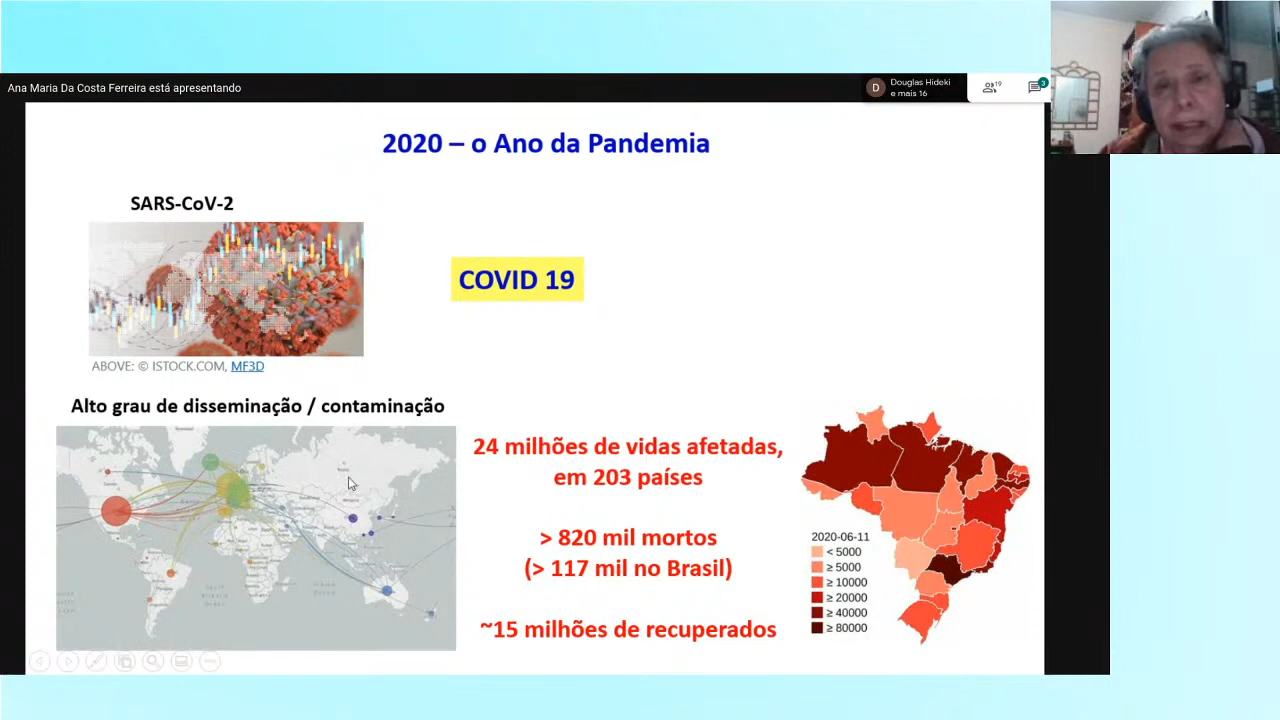 Ana Maria Da Costa Ferreira está apresentando
D
Douglas Hideki
e mais 16
19
3
2020 – o Ano da Pandemia
SARS-CoV-2
COVID 19
ABOVE: © ISTOCK.COM, MF3D
Alto grau de disseminação / contaminação
24 milhões de vidas afetadas,
em 203 países
> 820 mil mortos
(> 117 mil no Brasil)
~15 milhões de recuperados
2020-06-11
< 5000
≥ 5000
≥ 10000
≥ 20000
≥ 40000
≥ 80000